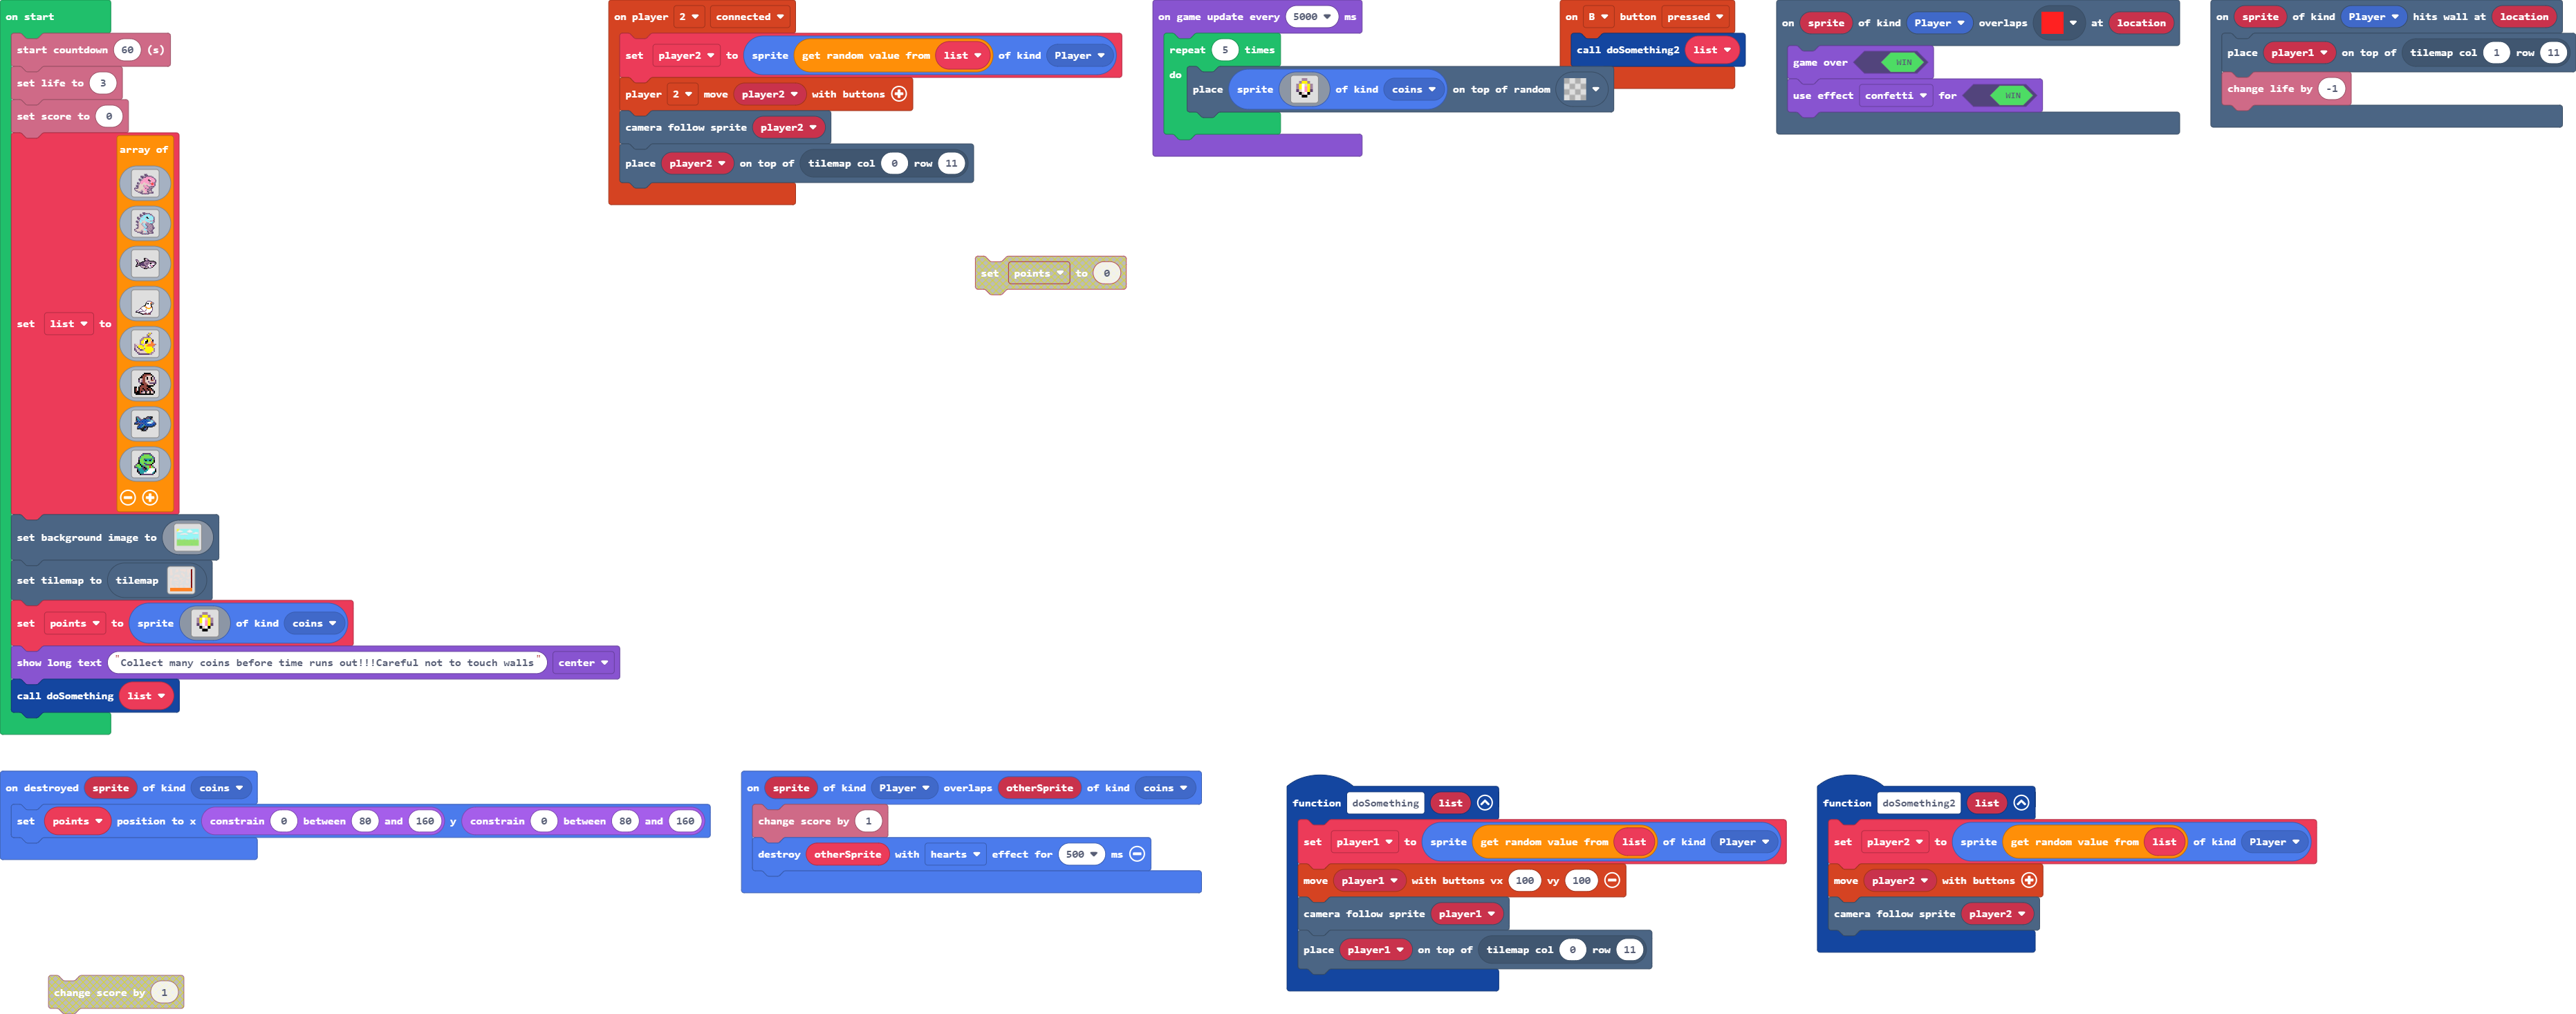 on start
start countdown 60 (s)
set life to 3
set score to 0
array of
set list to
set background image to
set tilemap to tilemap
set points to sprite of kind coins
show long text "Collect many coins before time runs out!!!Careful not to touch walls" center
call doSomething list
on player 2 connected
set player2 to sprite get random value from list of kind Player
player 2 move player2 with buttons
camera follow sprite player2
place player2 on top of tilemap col 0 row 11
set points to 0
on game update every 5000 ms
repeat 5 times
do place sprite of kind coins on top of random
on B button pressed
call doSomething2 list
on sprite of kind Player overlaps at location
game over WIN
use effect confetti for WIN
on sprite of kind Player hits wall at location
place player1 on top of tilemap col 1 row 11
change life by -1
on destroyed sprite of kind coins
set points position to x constrain 0 between 80 and 160 y constrain 0 between 80 and 160
on sprite of kind Player overlaps otherSprite of kind coins
change score by 1
destroy otherSprite with hearts effect for 500 ms
function doSomething list
set player1 to sprite get random value from list of kind Player
move player1 with buttons vx 100 vy 100
camera follow sprite player1
place player1 on top of tilemap col 0 row 11
function doSomething2 list
set player2 to sprite get random value from list of kind Player
move player2 with buttons
camera follow sprite player2
change score by 1